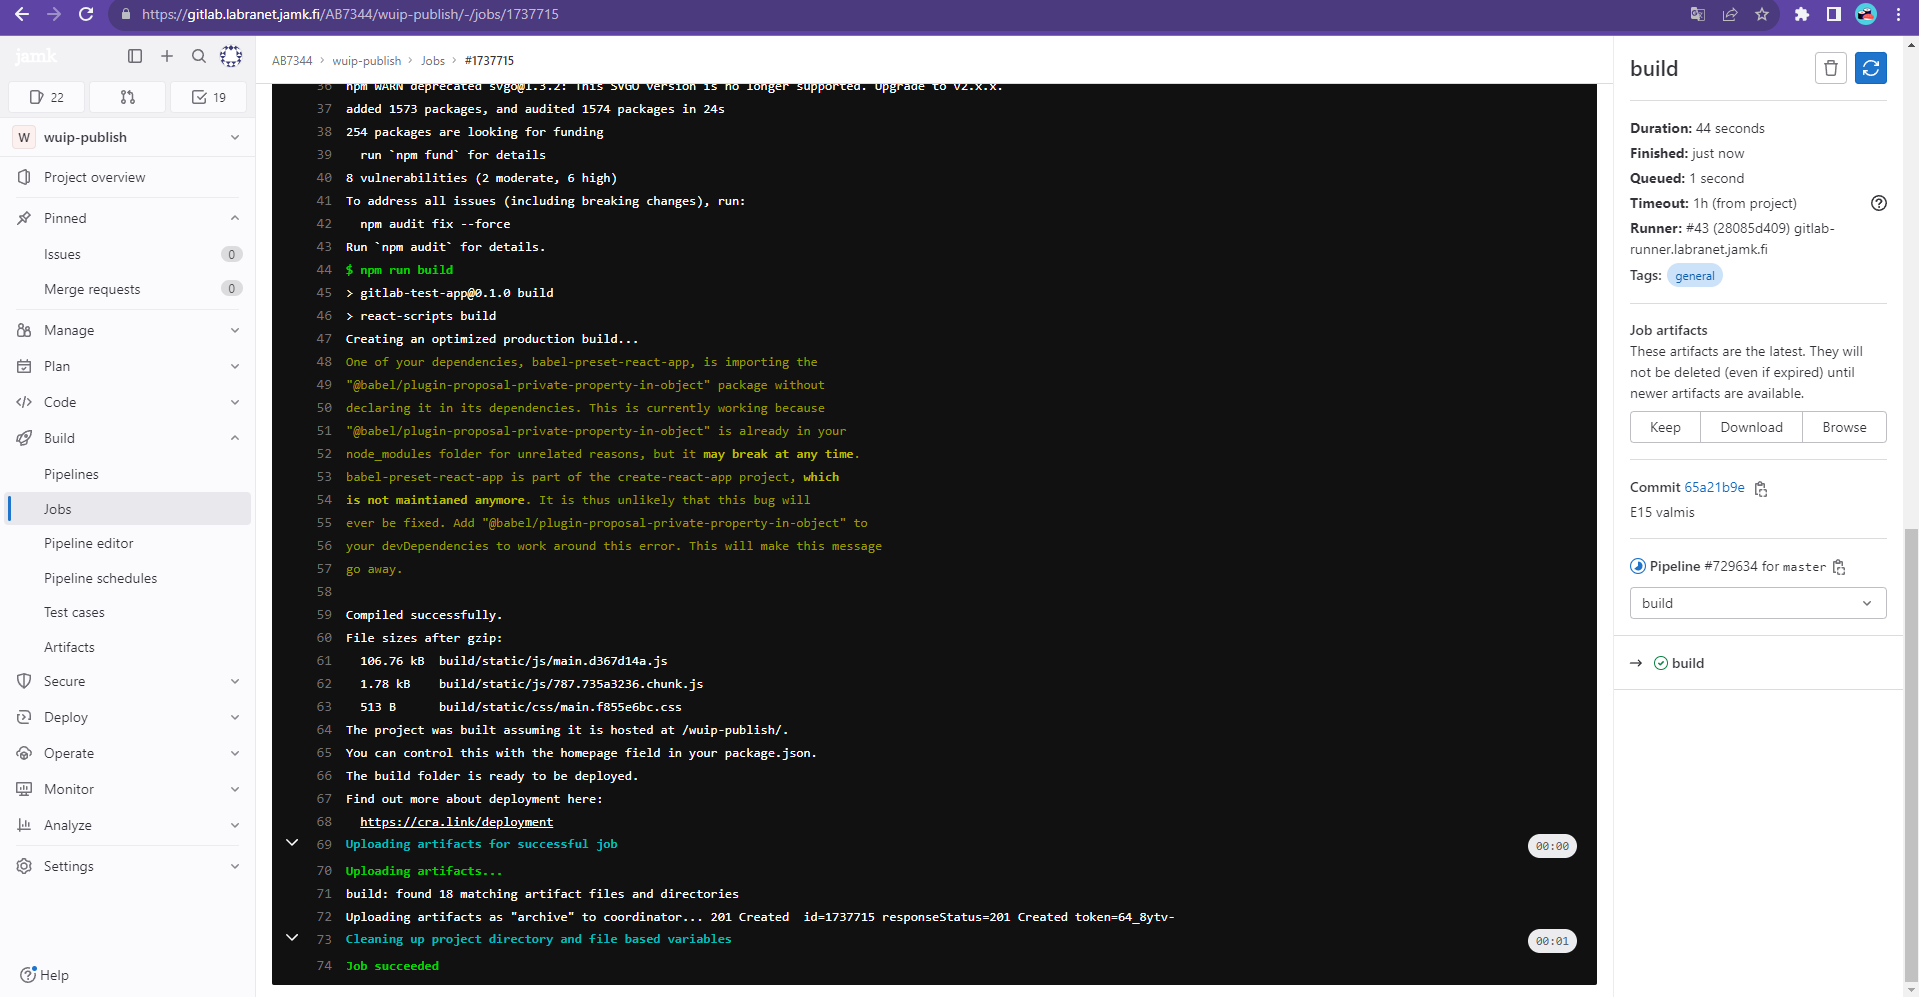 https://gitlab.labranet.jamk.fi/AB7344/wuip-publish/-/jobs/1737715
jamk
22
19
W wuip-publish
Project overview
Pinned
Issues 0
Merge requests 0
Manage
Plan
Code
Build
Pipelines
Jobs
Pipeline editor
Pipeline schedules
Test cases
Artifacts
Secure
Deploy
Operate
Monitor
Analyze
Settings
Help
AB7344 › wuip-publish › Jobs › #1737715
36 npm WARN deprecated svgo@1.3.2: This SVGO version is no longer supported. Upgrade to v2.x.x.
37 added 1573 packages, and audited 1574 packages in 24s
38 254 packages are looking for funding
39 run `npm fund` for details
40 8 vulnerabilities (2 moderate, 6 high)
41 To address all issues (including breaking changes), run:
42 npm audit fix --force
43 Run `npm audit` for details.
44 $ npm run build
45 > gitlab-test-app@0.1.0 build
46 > react-scripts build
47 Creating an optimized production build...
48 One of your dependencies, babel-preset-react-app, is importing the
49 "@babel/plugin-proposal-private-property-in-object" package without
50 declaring it in its dependencies. This is currently working because
51 "@babel/plugin-proposal-private-property-in-object" is already in your
52 node_modules folder for unrelated reasons, but it may break at any time.
53 babel-preset-react-app is part of the create-react-app project, which
54 is not maintianed anymore. It is thus unlikely that this bug will
55 ever be fixed. Add "@babel/plugin-proposal-private-property-in-object" to
56 your devDependencies to work around this error. This will make this message
57 go away.
58
59 Compiled successfully.
60 File sizes after gzip:
61 106.76 kB build/static/js/main.d367d14a.js
62 1.78 kB build/static/js/787.735a3236.chunk.js
63 513 B build/static/css/main.f855e6bc.css
64 The project was built assuming it is hosted at /wuip-publish/.
65 You can control this with the homepage field in your package.json.
66 The build folder is ready to be deployed.
67 Find out more about deployment here:
68 https://cra.link/deployment
69 Uploading artifacts for successful job 00:00
70 Uploading artifacts...
71 build: found 18 matching artifact files and directories
72 Uploading artifacts as "archive" to coordinator... 201 Created id=1737715 responseStatus=201 Created token=64_8ytv-
73 Cleaning up project directory and file based variables 00:01
74 Job succeeded
build
Duration: 44 seconds
Finished: just now
Queued: 1 second
Timeout: 1h (from project)
Runner: #43 (28085d409) gitlab-
runner.labranet.jamk.fi
Tags: general
Job artifacts
These artifacts are the latest. They will
not be deleted (even if expired) until
newer artifacts are available.
Keep Download Browse
Commit 65a21b9e
E15 valmis
Pipeline #729634 for master
build
→ build